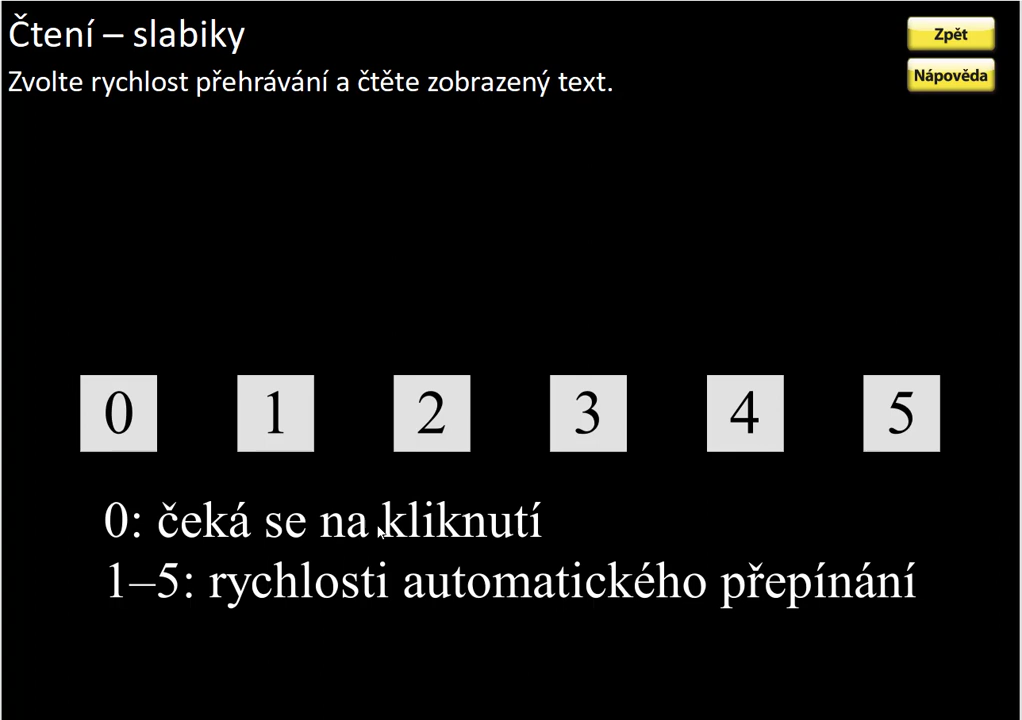 Čtení – slabiky
Zpět
Zvolte rychlost přehrávání a čtěte zobrazený text.
Nápověda
0 1 2 3 4 5
0: čeká se na kliknutí
1–5: rychlosti automatického přepínání